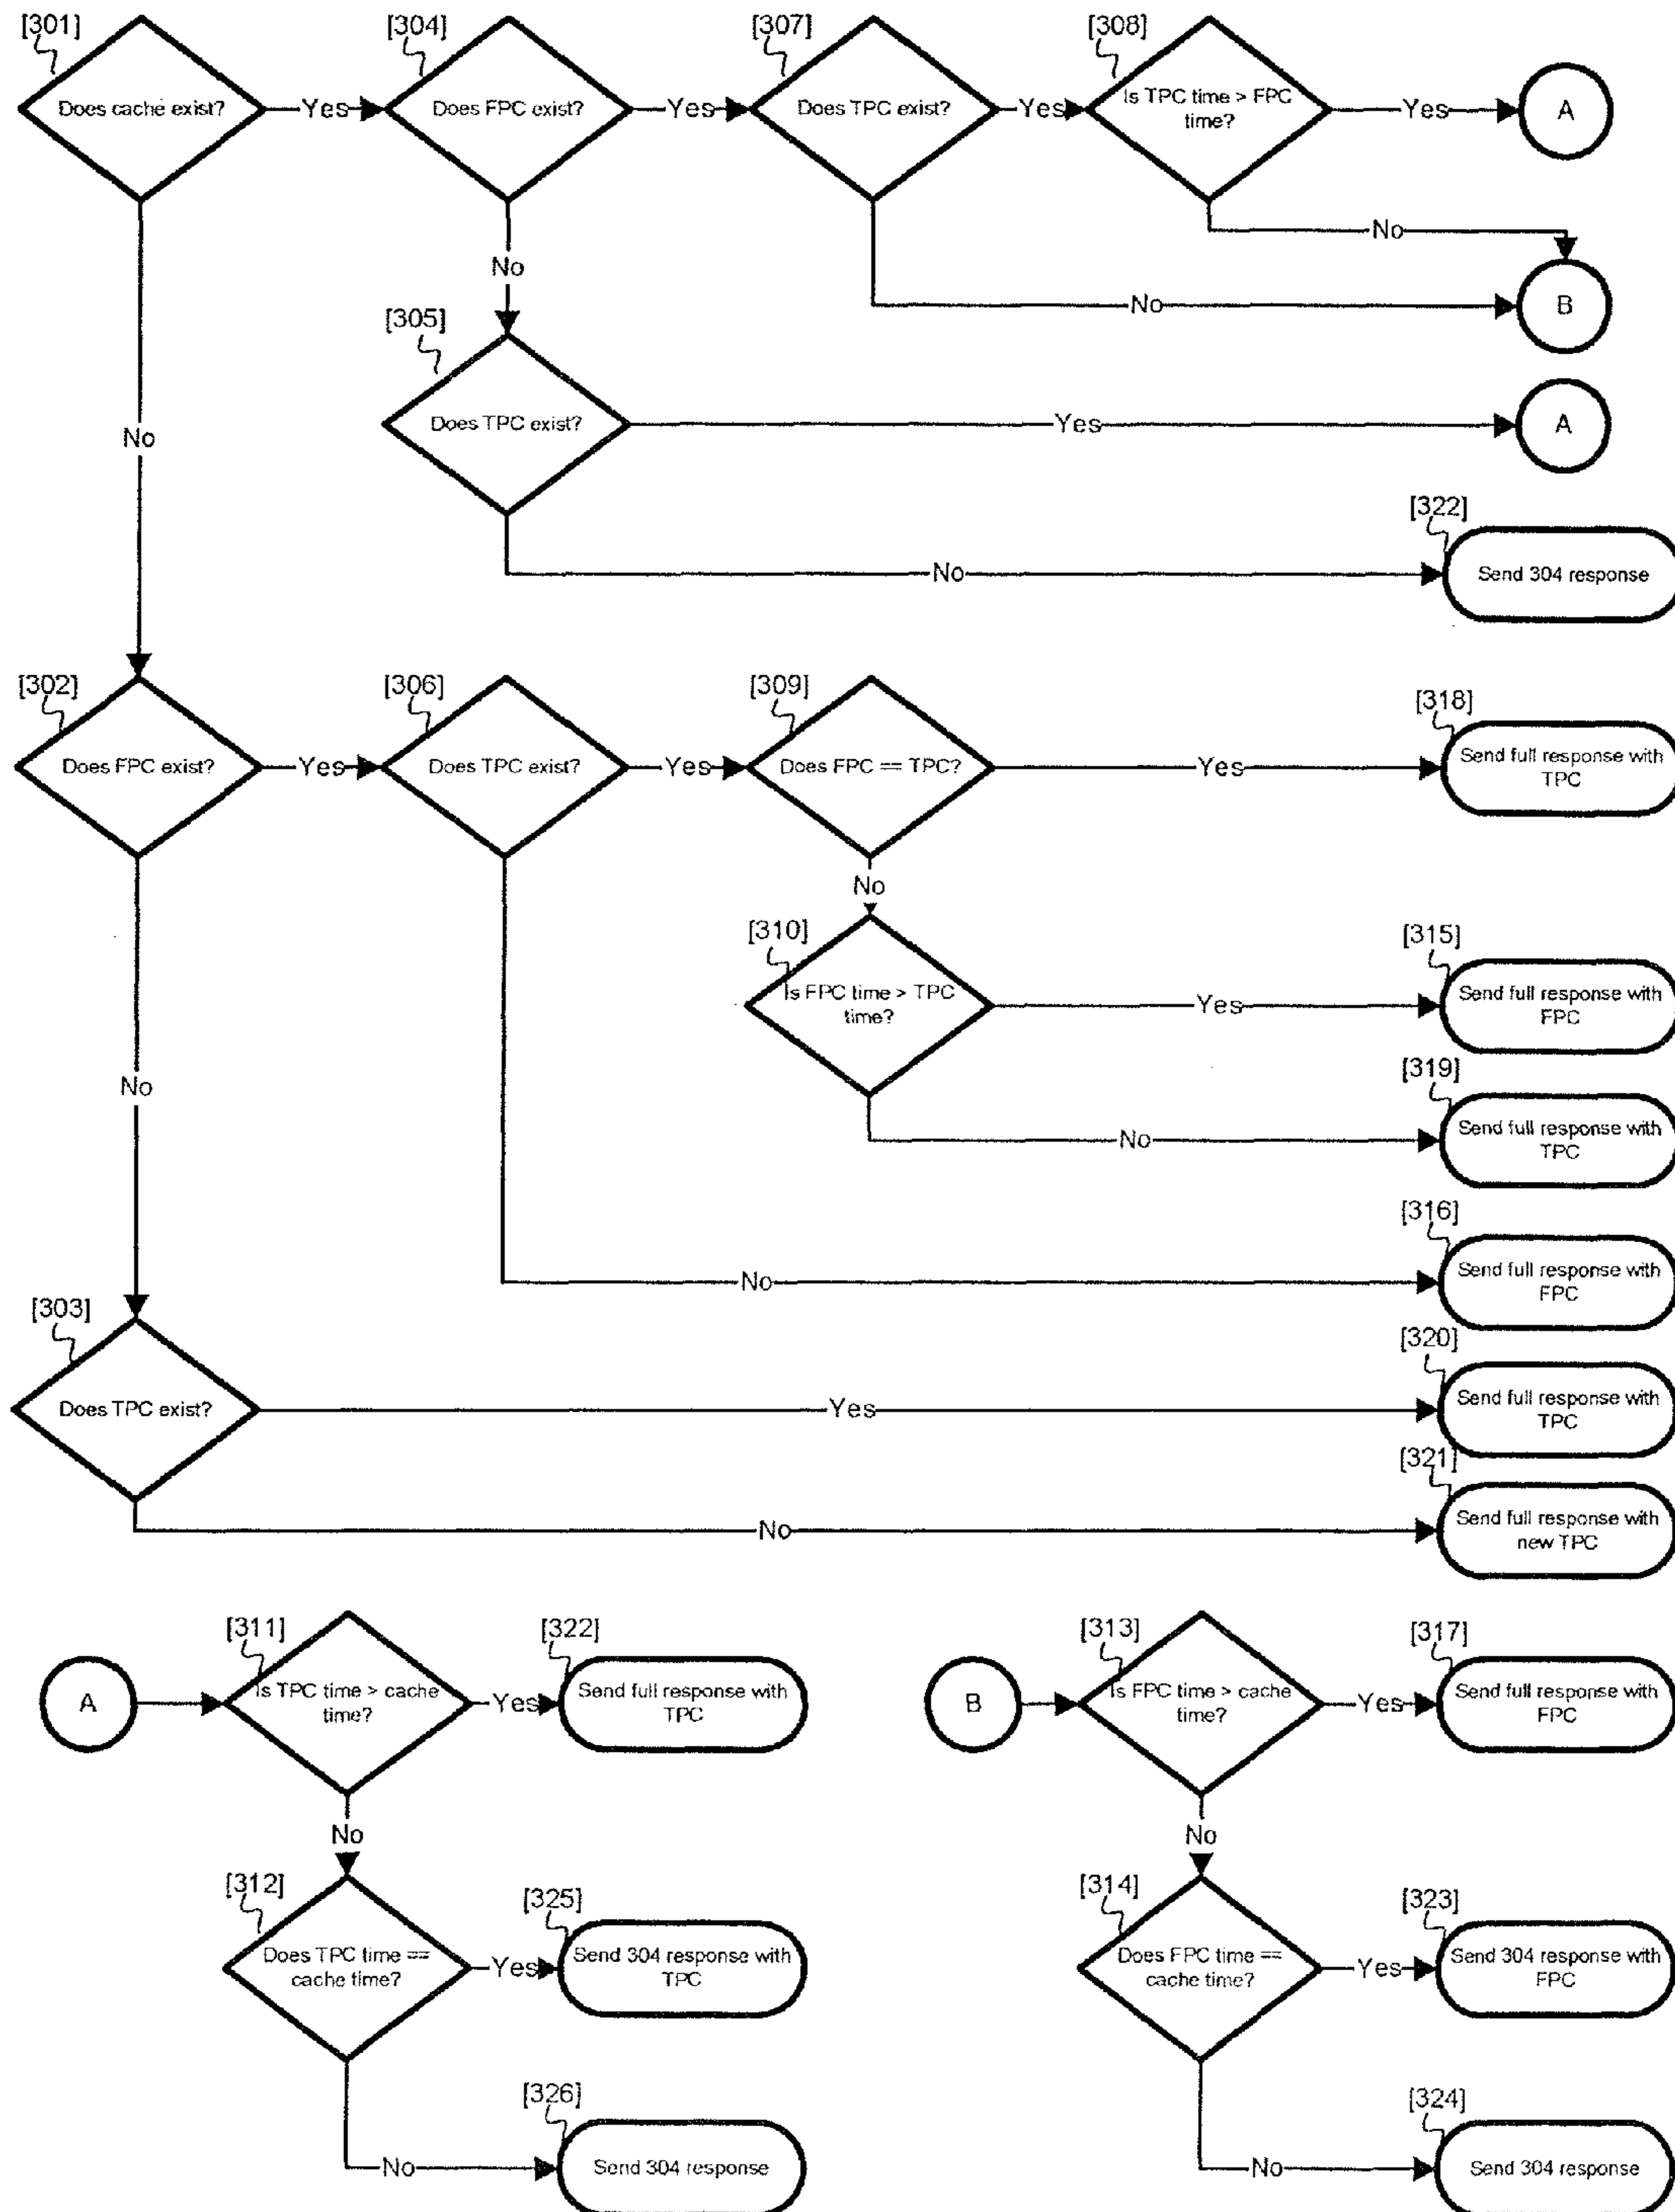 [301]
Does cache exist?
Yes
[304]
Does FPC exist?
Yes
[307]
Does TPC exist?
Yes
[308]
Is TPC time > FPC
time?
Yes
A
No
B
No
No
[305]
Does TPC exist?
Yes
A
No
[322]
Send 304 response
No
[302]
Does FPC exist?
Yes
[306]
Does TPC exist?
Yes
[309]
Does FPC == TPC?
Yes
[318]
Send full response with
TPC
No
[310]
Is FPC time > TPC
time?
Yes
[315]
Send full response with
FPC
No
[319]
Send full response with
TPC
No
[316]
Send full response with
FPC
No
[303]
Does TPC exist?
Yes
[320]
Send full response with
TPC
No
[321]
Send full response with
new TPC
A
[311]
Is TPC time > cache
time?
Yes
[322]
Send full response with
TPC
No
[312]
Does TPC time ==
cache time?
Yes
[325]
Send 304 response with
TPC
No
[326]
Send 304 response
B
[313]
Is FPC time > cache
time?
Yes
[317]
Send full response with
FPC
No
[314]
Does FPC time ==
cache time?
Yes
[323]
Send 304 response with
FPC
No
[324]
Send 304 response